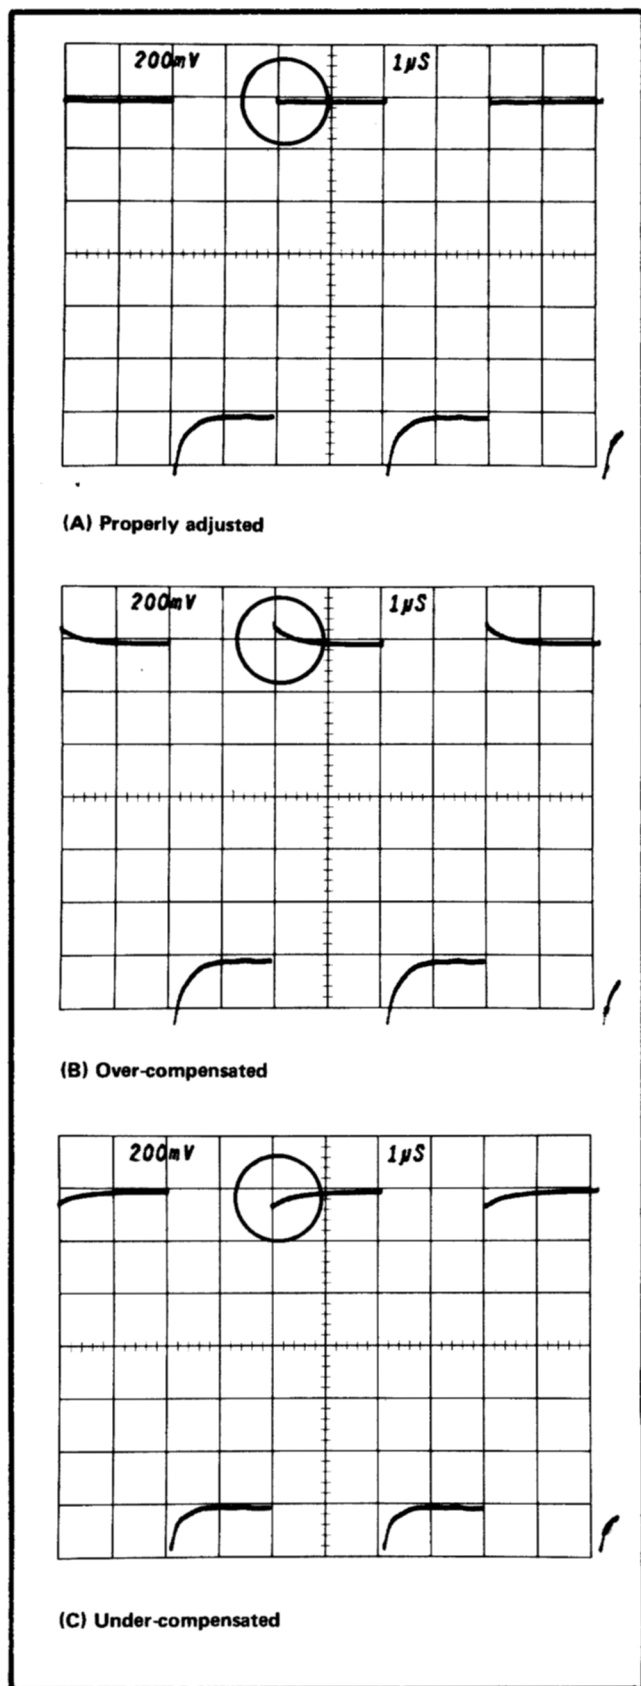 200mV 1μS
(A) Properly adjusted
200mV 1μS
(B) Over-compensated
200mV 1μS
(C) Under-compensated